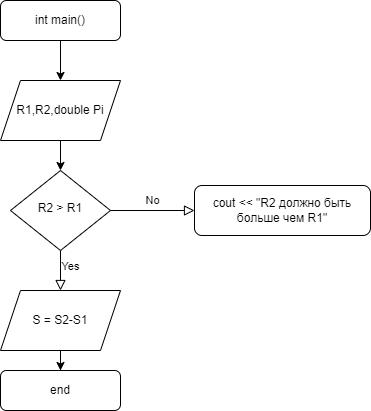 int main()
R1,R2,double Pi
R2 > R1
No
cout << "R2 должно быть
больше чем R1"
Yes
S = S2-S1
end